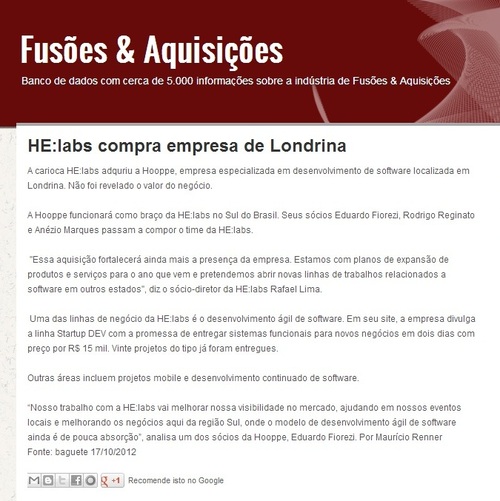 Fusões & Aquisições
Banco de dados com cerca de 5.000 informações sobre a indústria de Fusões & Aquisições
HE:labs compra empresa de Londrina
A carioca HE:labs adquriu a Hooppe, empresa especializada em desenvolvimento de software localizada em
Londrina. Não foi revelado o valor do negócio.
A Hooppe funcionará como braço da HE:labs no Sul do Brasil. Seus sócios Eduardo Fiorezi, Rodrigo Reginato
e Anézio Marques passam a compor o time da HE:labs.
"Essa aquisição fortalecerá ainda mais a presença da empresa. Estamos com planos de expansão de
produtos e serviços para o ano que vem e pretendemos abrir novas linhas de trabalhos relacionados a
software em outros estados", diz o sócio-diretor da HE:labs Rafael Lima.
Uma das linhas de negócio da HE:labs é o desenvolvimento ágil de software. Em seu site, a empresa divulga
a linha Startup DEV com a promessa de entregar sistemas funcionais para novos negócios em dois dias com
preço por R$ 15 mil. Vinte projetos do tipo já foram entregues.
Outras áreas incluem projetos mobile e desenvolvimento continuado de software.
"Nosso trabalho com a HE:labs vai melhorar nossa visibilidade no mercado, ajudando em nossos eventos
locais e melhorando os negócios aqui da região Sul, onde o modelo de desenvolvimento ágil de software
ainda é de pouca absorção", analisa um dos sócios da Hooppe, Eduardo Fiorezi. Por Maurício Renner
Fonte: baguete 17/10/2012
+1 Recomende isto no Google